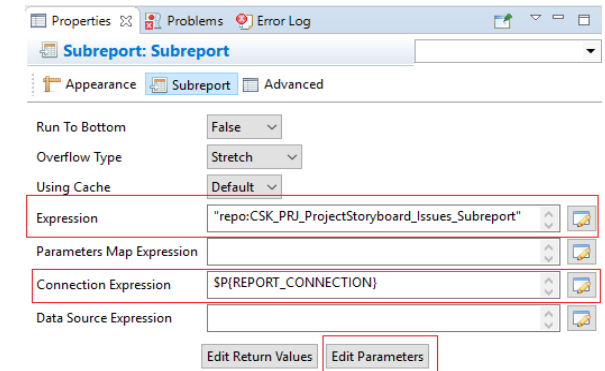 Properties Problems Error Log
Subreport: Subreport
Appearance Subreport Advanced
Run To Bottom False
Overflow Type Stretch
Using Cache Default
Expression "repo:CSK_PRJ_ProjectStoryboard_Issues_Subreport"
Parameters Map Expression
Connection Expression $P{REPORT_CONNECTION}
Data Source Expression
Edit Return Values Edit Parameters